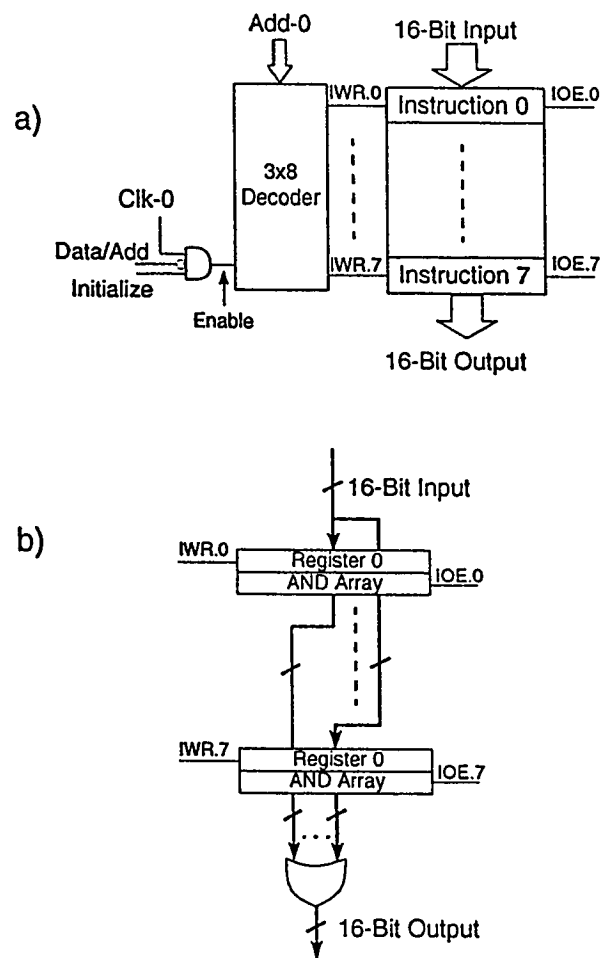 a)
Add-0
16-Bit Input
IWR.0
Instruction 0
IOE.0
3x8
Decoder
Clk-0
Data/Add
Initialize
Enable
IWR.7
Instruction 7
IOE.7
16-Bit Output
b)
16-Bit Input
IWR.0
Register 0
AND Array
IOE.0
IWR.7
Register 0
AND Array
IOE.7
16-Bit Output